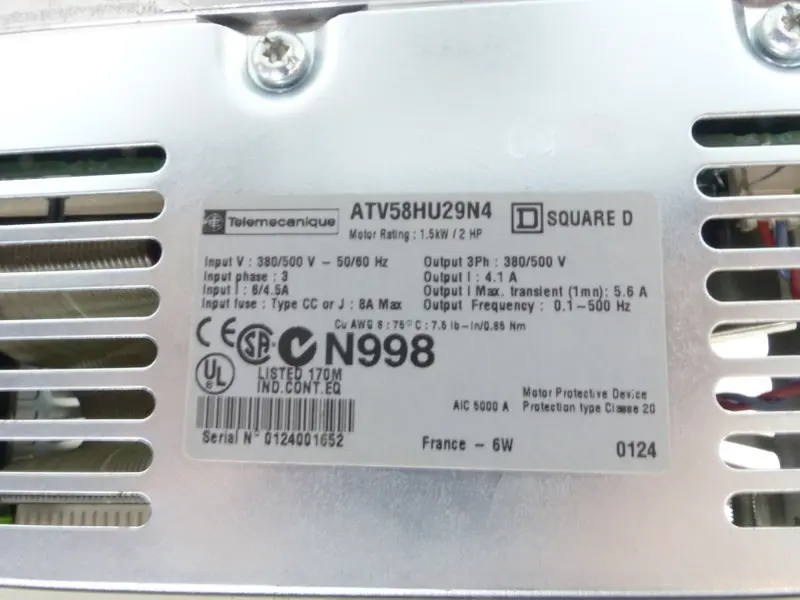 Telemecanique ATV58HU29N4 D SQUARE D
Motor Rating : 1.5kW / 2 HP
Input V : 380/500 V – 50/60 Hz Output 3Ph : 380/500 V
Input phase : 3 Output I : 4.1 A
Input I : 6/4.5A Output I Max. transient (1mn) : 5.6 A
Input fuse : Type CC or J : 8A Max Output Frequency : 0.1–500 Hz
Cu AWG 8 : 75°C : 7.5 lb–in/0.85 Nm
CE SA N998
UL LISTED 170M
IND.CONT.EQ
Motor Protective Device
AIC 5000 A Protection type Classe 20
Serial N° 0124001652 France – 6W 0124